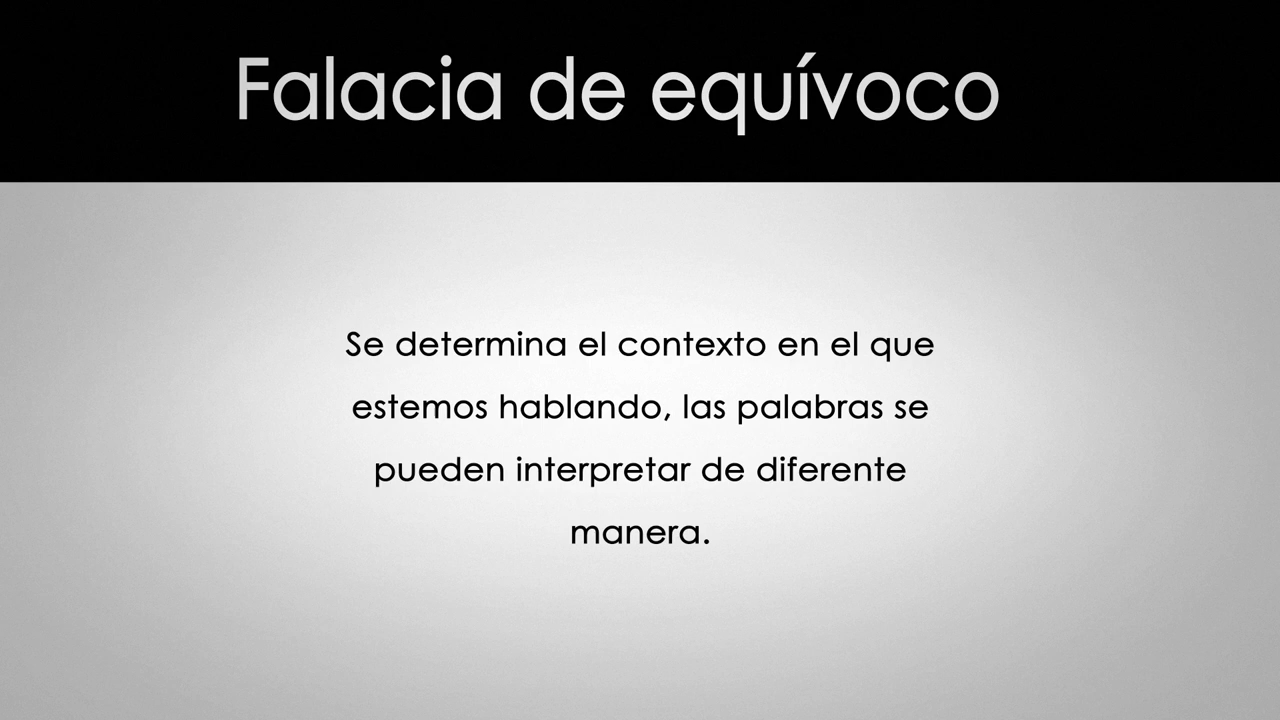 Falacia de equívoco
Se determina el contexto en el que
estemos hablando, las palabras se
pueden interpretar de diferente
manera.